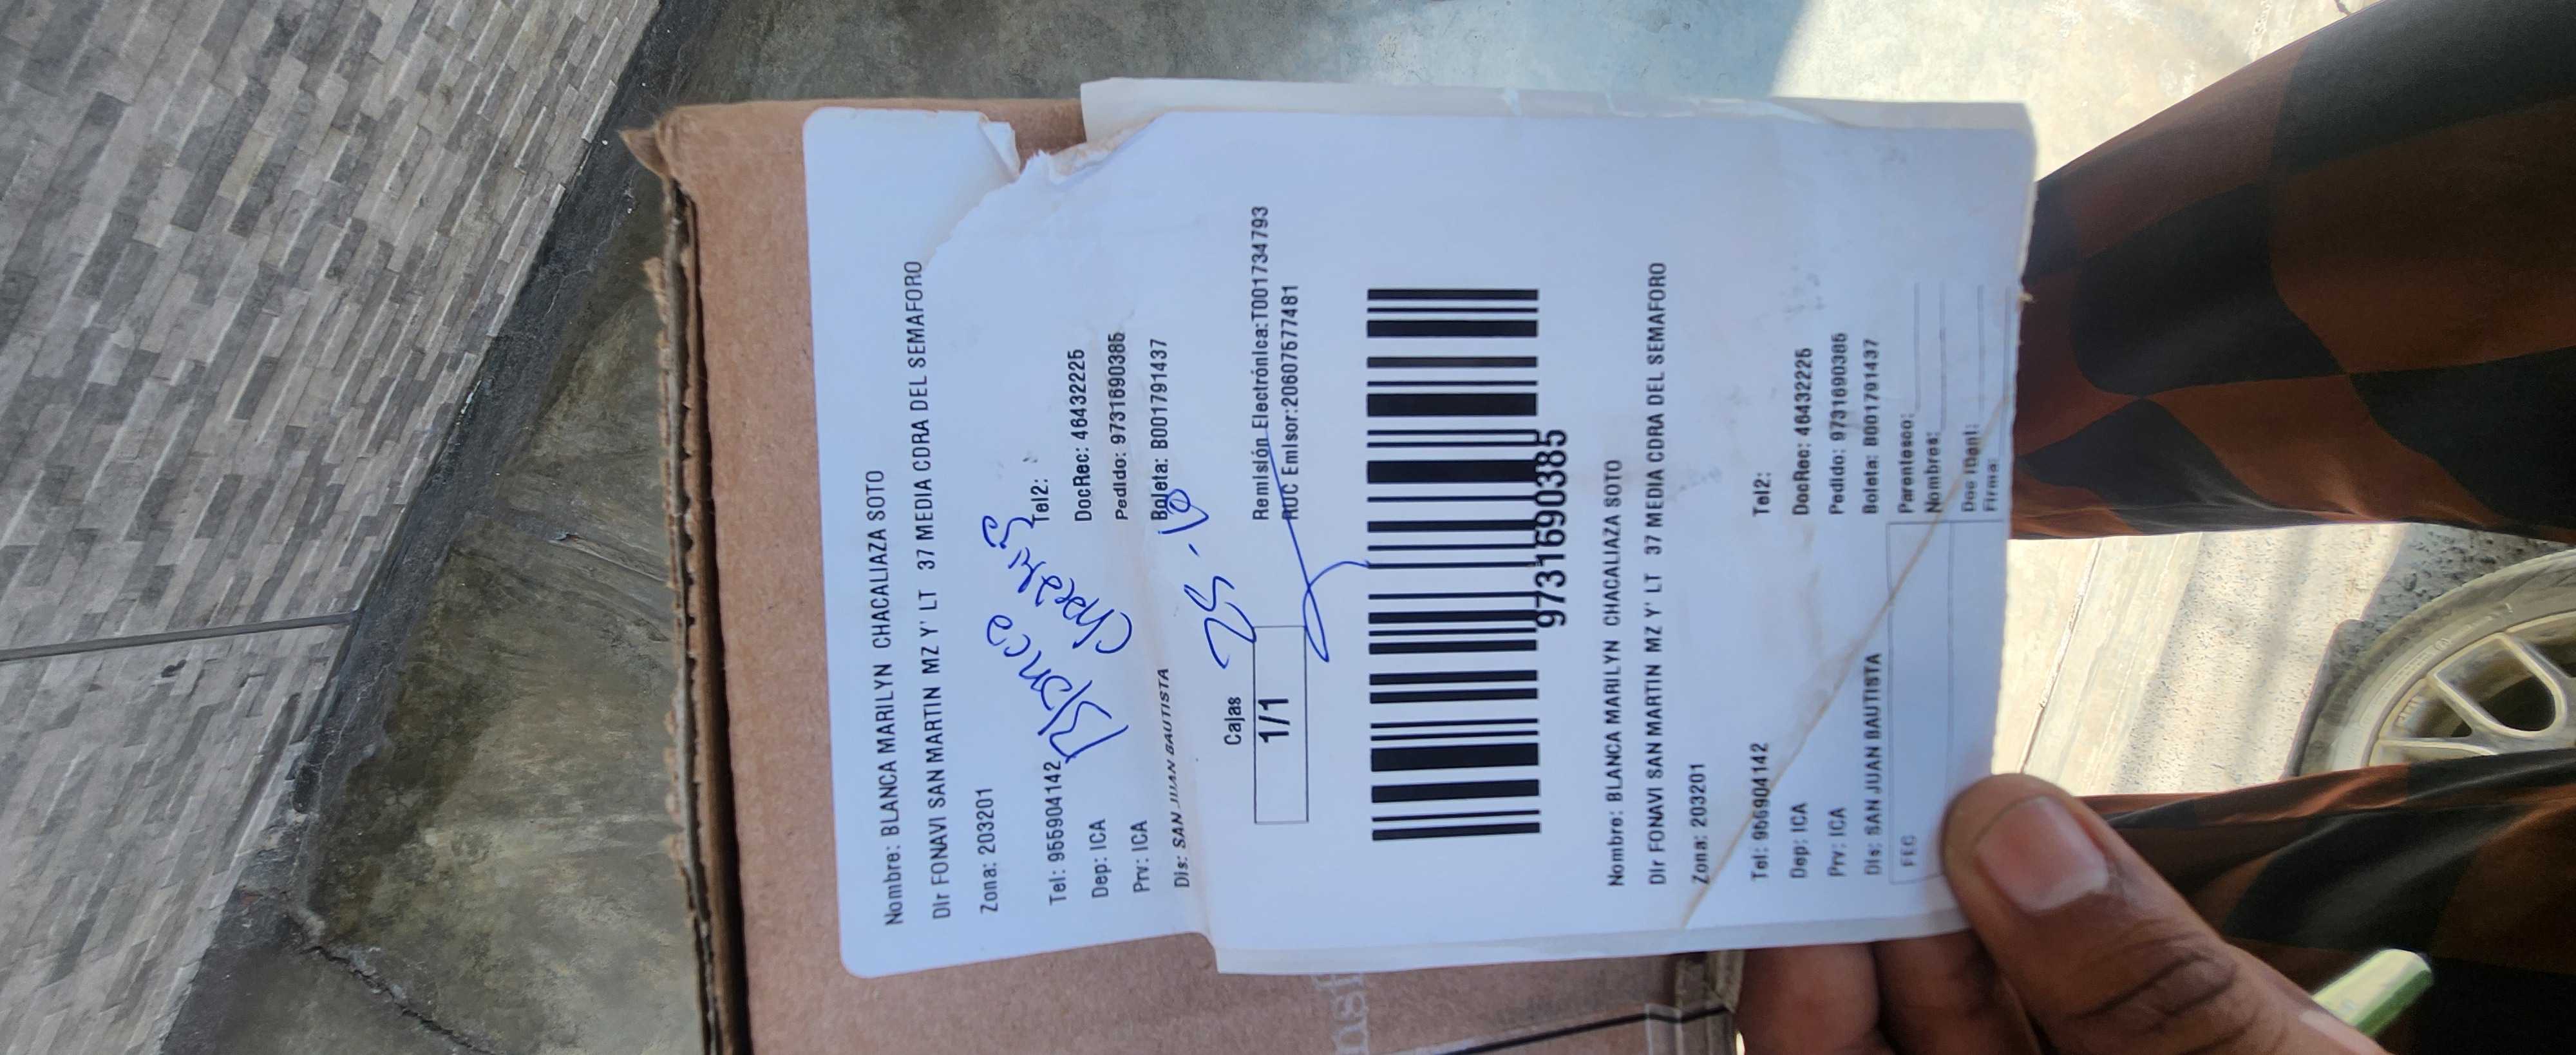 Nombre: BLANCA MARILYN CHACALIAZA SOTO
Dir FONAVI SAN MARTIN MZ Y' LT 37 MEDIA CDRA DEL SEMAFORO
Zona: 203201
Tel: 955904142 Tel2:
Blanca
Chacaliaza
Dep: ICA DocRec: 46432225
Prv: ICA Pedido: 9731690385
Dis: SAN JUAN BAUTISTA Boleta: B001791437
25-10
Cajas
1/1
Remisión Electrónica:T001734793
RUC Emisor:20607577481
9731690385
Nombre: BLANCA MARILYN CHACALIAZA SOTO
Dir FONAVI SAN MARTIN MZ Y' LT 37 MEDIA CDRA DEL SEMAFORO
Zona: 203201
Tel: 955904142 Tel2:
Dep: ICA DocRec: 46432225
Prv: ICA Pedido: 9731690385
Dis: SAN JUAN BAUTISTA Boleta: B001791437
FEC Parentesco:
Nombres:
Doc Ident:
Firma: